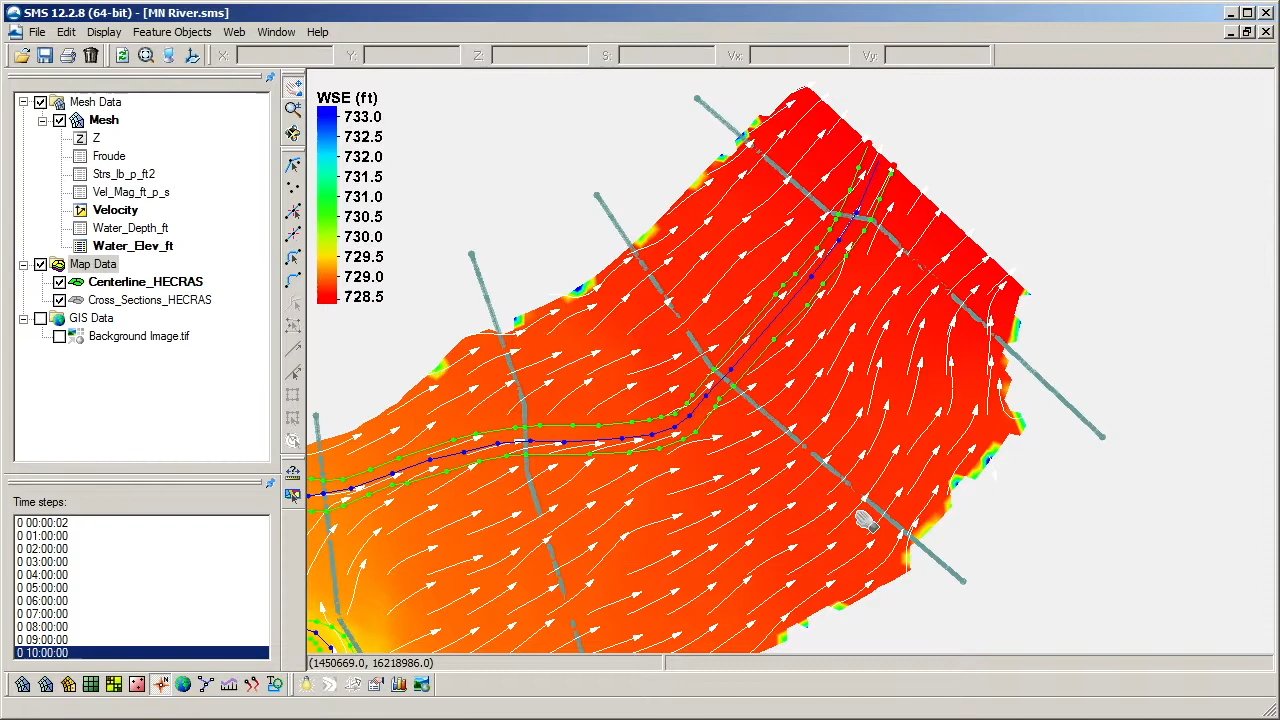 SMS 12.2.8 (64-bit) - [MN River.sms]
File Edit Display Feature Objects Web Window Help
X: Y: Z: S: Vx: Vy:
Mesh Data
Mesh
Z
Froude
Strs_lb_p_ft2
Vel_Mag_ft_p_s
Velocity
Water_Depth_ft
Water_Elev_ft
Map Data
Centerline_HECRAS
Cross_Sections_HECRAS
GIS Data
Background Image.tif
Time steps:
0 00:00:02
0 01:00:00
0 02:00:00
0 03:00:00
0 04:00:00
0 05:00:00
0 06:00:00
0 07:00:00
0 08:00:00
0 09:00:00
0 10:00:00
WSE (ft)
733.0
732.5
732.0
731.5
731.0
730.5
730.0
729.5
729.0
728.5
(1450669.0, 16218986.0)